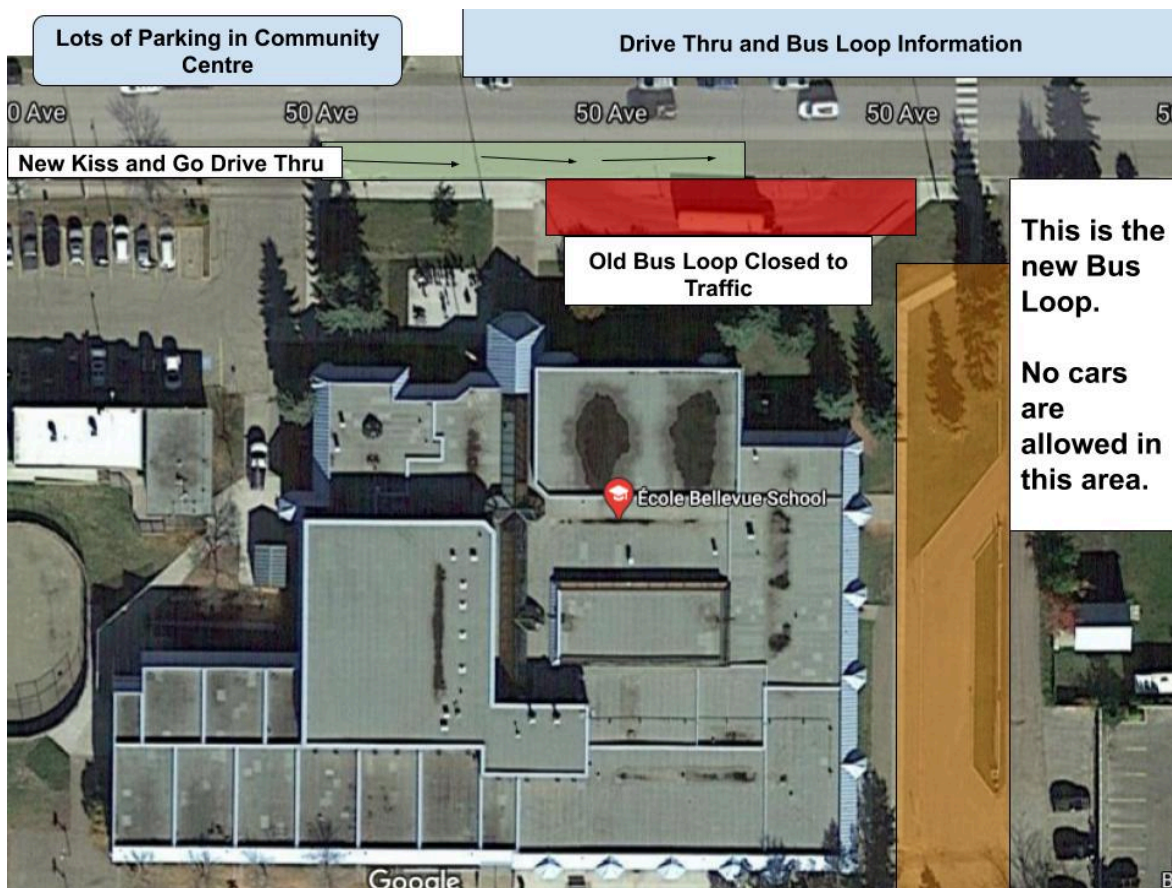 Lots of Parking in Community
Centre
Drive Thru and Bus Loop Information
0 Ave
50 Ave
50 Ave
50 Ave
5
New Kiss and Go Drive Thru
Old Bus Loop Closed to
Traffic
This is the
new Bus
Loop.
No cars
are
allowed in
this area.
École Bellevue School
Google
B